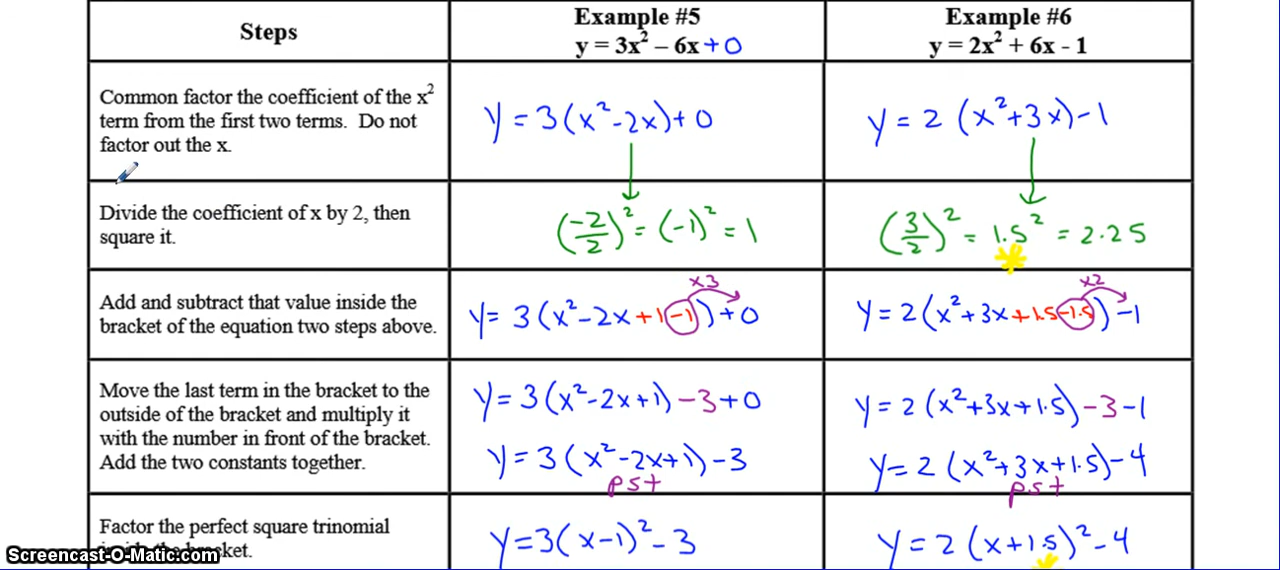 Steps
Example #5
y = 3x² – 6x +0
Example #6
y = 2x² + 6x - 1
Common factor the coefficient of the x²
term from the first two terms. Do not
factor out the x.
y = 3(x²-2x)+0
y = 2 (x²+3x)-1
Divide the coefficient of x by 2, then
square it.
(-2/2)² = (-1)² = 1
(3/2)² = 1.5² = 2.25
Add and subtract that value inside the
bracket of the equation two steps above.
x3
y= 3(x²-2x+1-1)+0
x2
y = 2(x²+3x+1.5-1.5)-1
Move the last term in the bracket to the
outside of the bracket and multiply it
with the number in front of the bracket.
Add the two constants together.
y = 3(x²-2x+1)-3+0
y = 3(x²-2x+1)-3
pst
y = 2(x²+3x+1.5)-3-1
y= 2(x²+3x+1.5)-4
pst
Factor the perfect square trinomial
bracket.
y=3(x-1)²-3
y = 2(x+1.5)²-4
Screencast-O-Matic.com